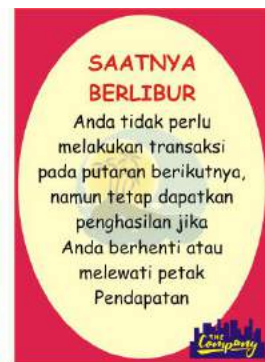 SAATNYA
BERLIBUR
Anda tidak perlu
melakukan transaksi
pada putaran berikutnya,
namun tetap dapatkan
penghasilan jika
Anda berhenti atau
melewati petak
Pendapatan
THE
Company